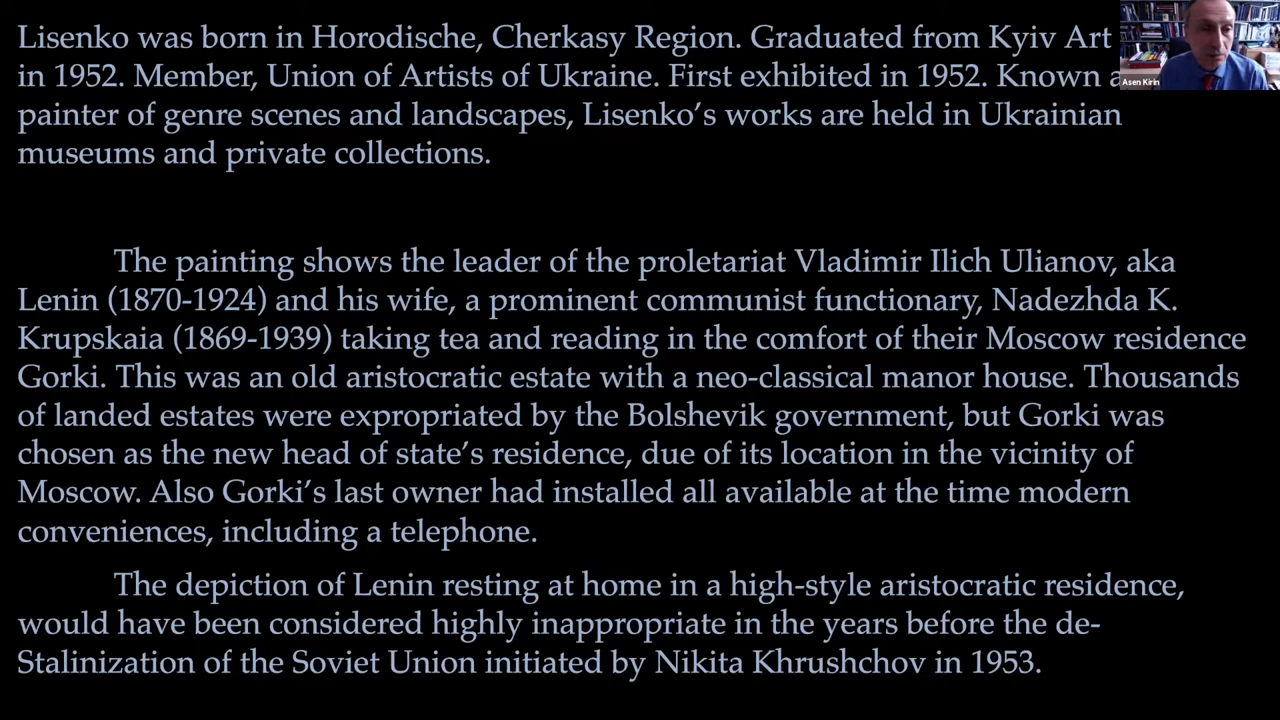 Lisenko was born in Horodische, Cherkasy Region. Graduated from Kyiv Art
in 1952. Member, Union of Artists of Ukraine. First exhibited in 1952. Known
painter of genre scenes and landscapes, Lisenko’s works are held in Ukrainian
museums and private collections.
The painting shows the leader of the proletariat Vladimir Ilich Ulianov, aka
Lenin (1870-1924) and his wife, a prominent communist functionary, Nadezhda K.
Krupskaia (1869-1939) taking tea and reading in the comfort of their Moscow residence
Gorki. This was an old aristocratic estate with a neo-classical manor house. Thousands
of landed estates were expropriated by the Bolshevik government, but Gorki was
chosen as the new head of state’s residence, due of its location in the vicinity of
Moscow. Also Gorki’s last owner had installed all available at the time modern
conveniences, including a telephone.
The depiction of Lenin resting at home in a high-style aristocratic residence,
would have been considered highly inappropriate in the years before the de-
Stalinization of the Soviet Union initiated by Nikita Khrushchov in 1953.
Asen Kirin